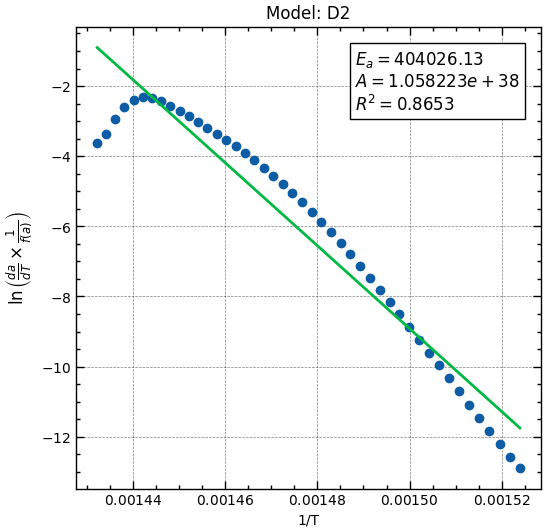 Model: D2
E_a = 404026.13
A = 1.058223e + 38
R^2 = 0.8653
ln (da/dT × 1/f(a))
−2
−4
−6
−8
−10
−12
0.00144 0.00146 0.00148 0.00150 0.00152
1/T